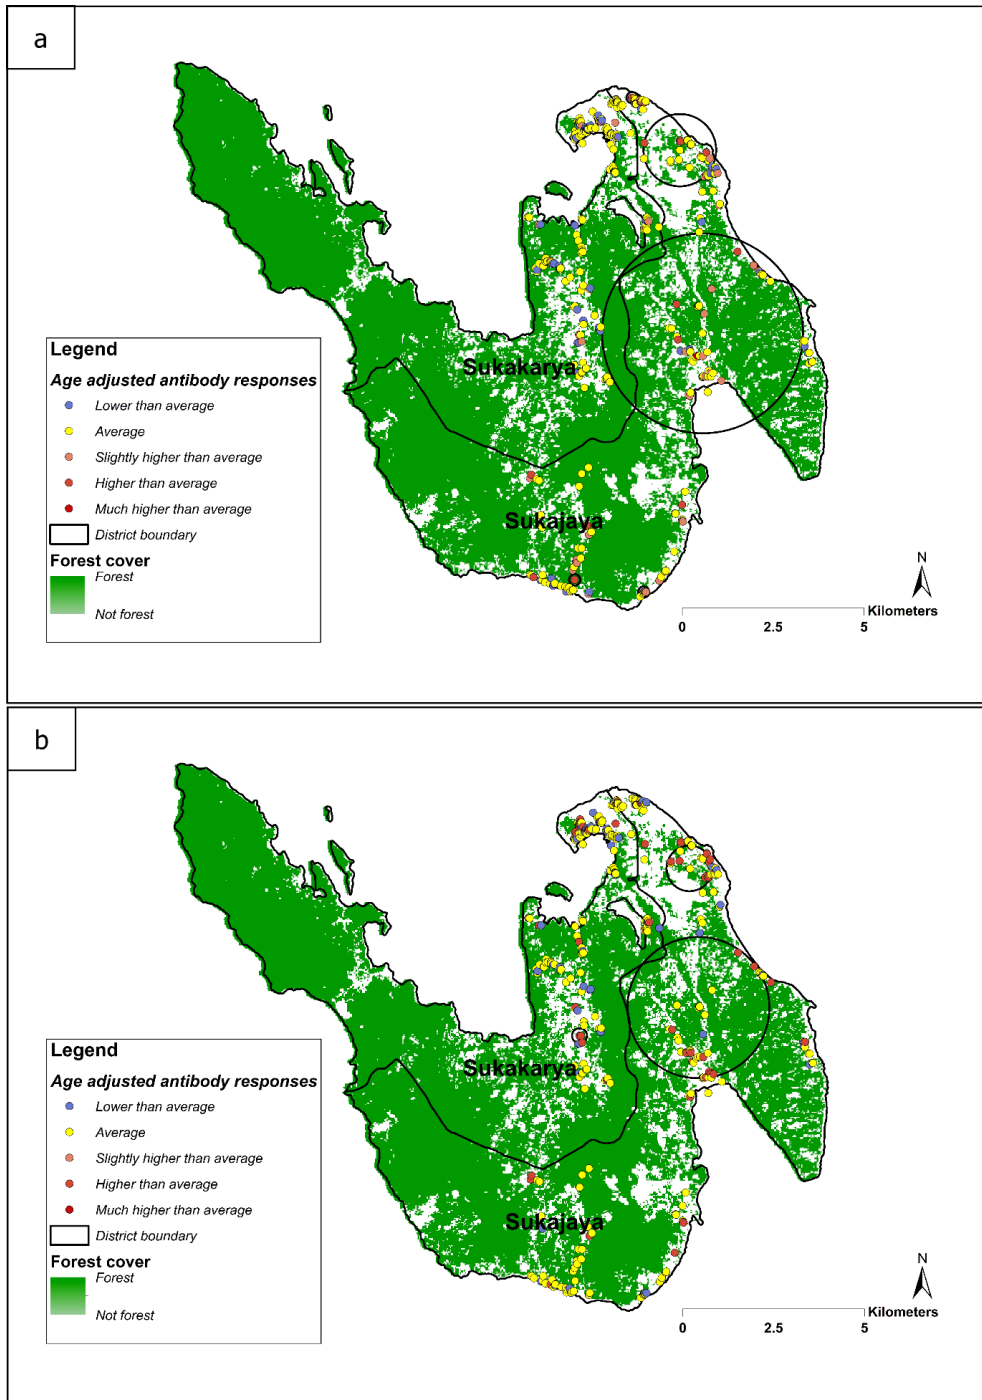 a
Sukakarya
Legend
Age adjusted antibody responses
Lower than average
Average
Slightly higher than average
Higher than average
Much higher than average
District boundary
Forest cover
Forest
Not forest
Sukajaya
N
Kilometers
0 2.5 5
b
Sukakarya
Legend
Age adjusted antibody responses
Lower than average
Average
Slightly higher than average
Higher than average
Much higher than average
District boundary
Forest cover
Forest
Not forest
Sukajaya
N
Kilometers
0 2.5 5